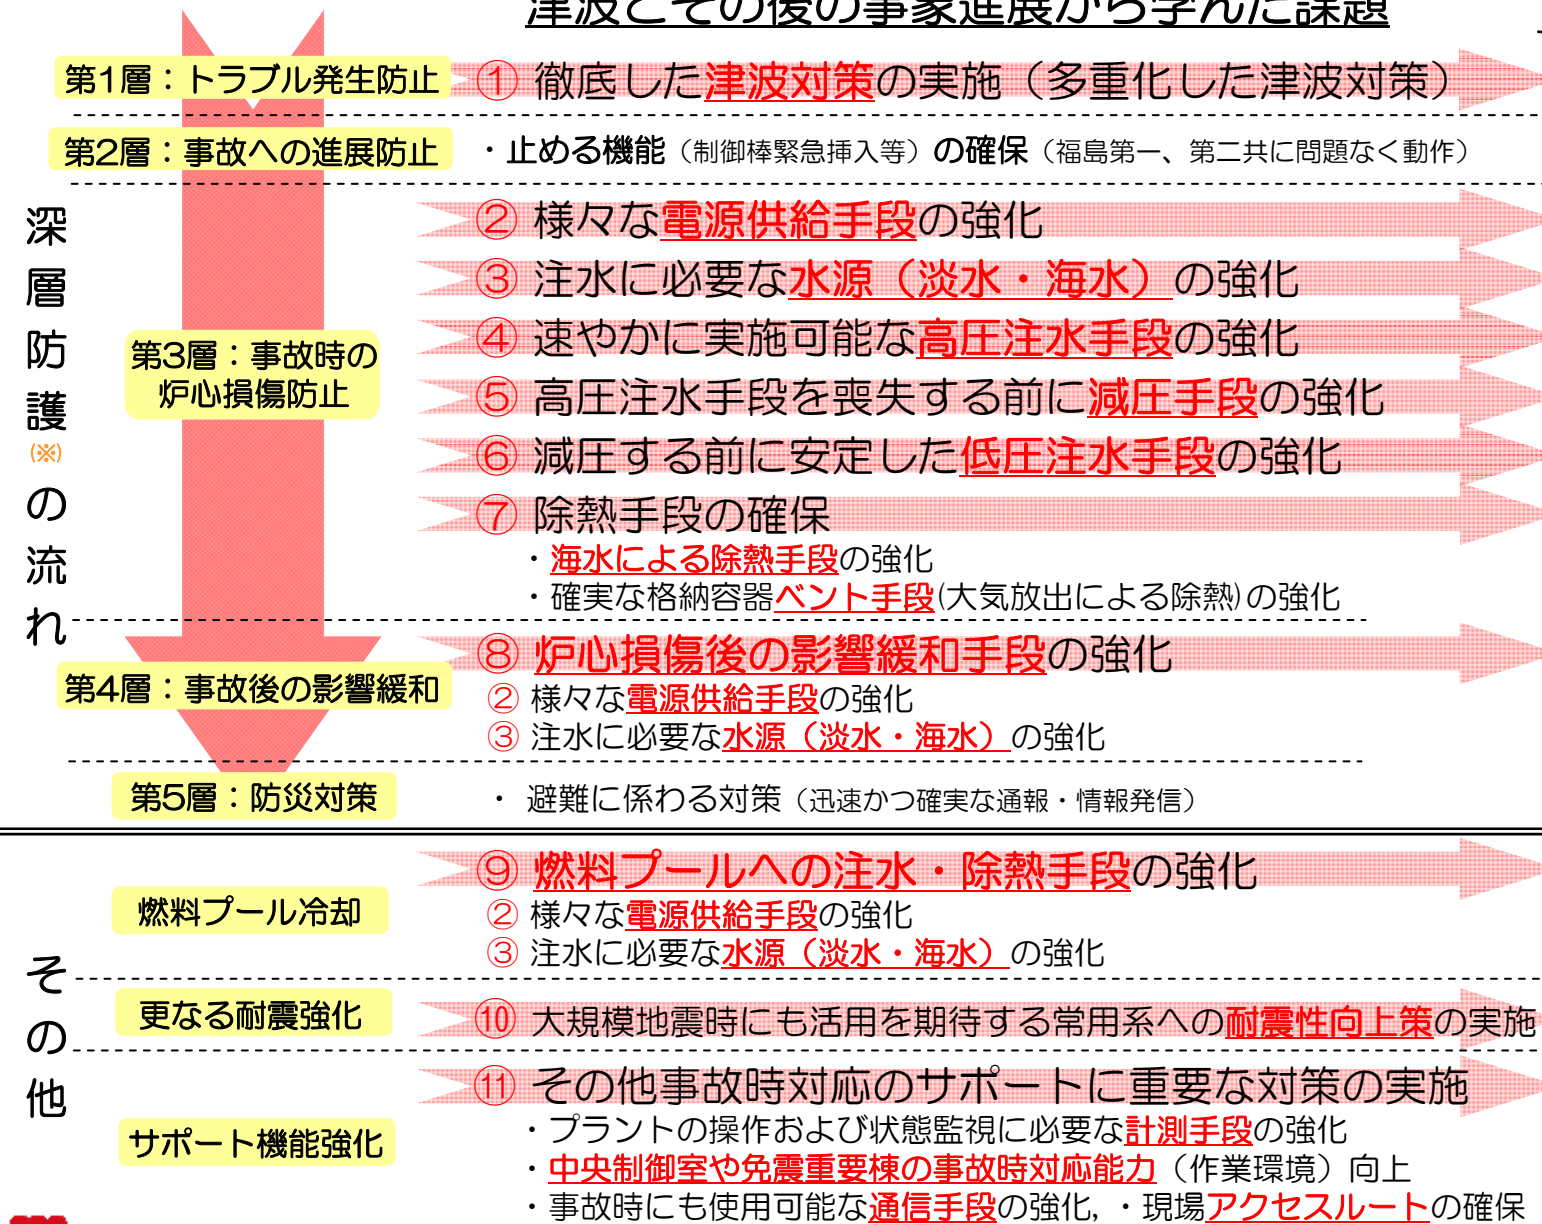 津波とその後の事象進展から学んだ課題
第1層：トラブル発生防止
① 徹底した津波対策の実施（多重化した津波対策）
第2層：事故への進展防止
・止める機能（制御棒緊急挿入等）の確保（福島第一、第二共に問題なく動作）
深層防護(※)の流れ
第3層：事故時の
炉心損傷防止
② 様々な電源供給手段の強化
③ 注水に必要な水源（淡水・海水）の強化
④ 速やかに実施可能な高圧注水手段の強化
⑤ 高圧注水手段を喪失する前に減圧手段の強化
⑥ 減圧する前に安定した低圧注水手段の強化
⑦ 除熱手段の確保
・海水による除熱手段の強化
・確実な格納容器ベント手段(大気放出による除熱)の強化
第4層：事故後の影響緩和
⑧ 炉心損傷後の影響緩和手段の強化
② 様々な電源供給手段の強化
③ 注水に必要な水源（淡水・海水）の強化
第5層：防災対策
・ 避難に係わる対策（迅速かつ確実な通報・情報発信）
その他
燃料プール冷却
⑨ 燃料プールへの注水・除熱手段の強化
② 様々な電源供給手段の強化
③ 注水に必要な水源（淡水・海水）の強化
更なる耐震強化
⑩ 大規模地震時にも活用を期待する常用系への耐震性向上策の実施
サポート機能強化
⑪ その他事故時対応のサポートに重要な対策の実施
・プラントの操作および状態監視に必要な計測手段の強化
・中央制御室や免震重要棟の事故時対応能力（作業環境）向上
・事故時にも使用可能な通信手段の強化, ・現場アクセスルートの確保